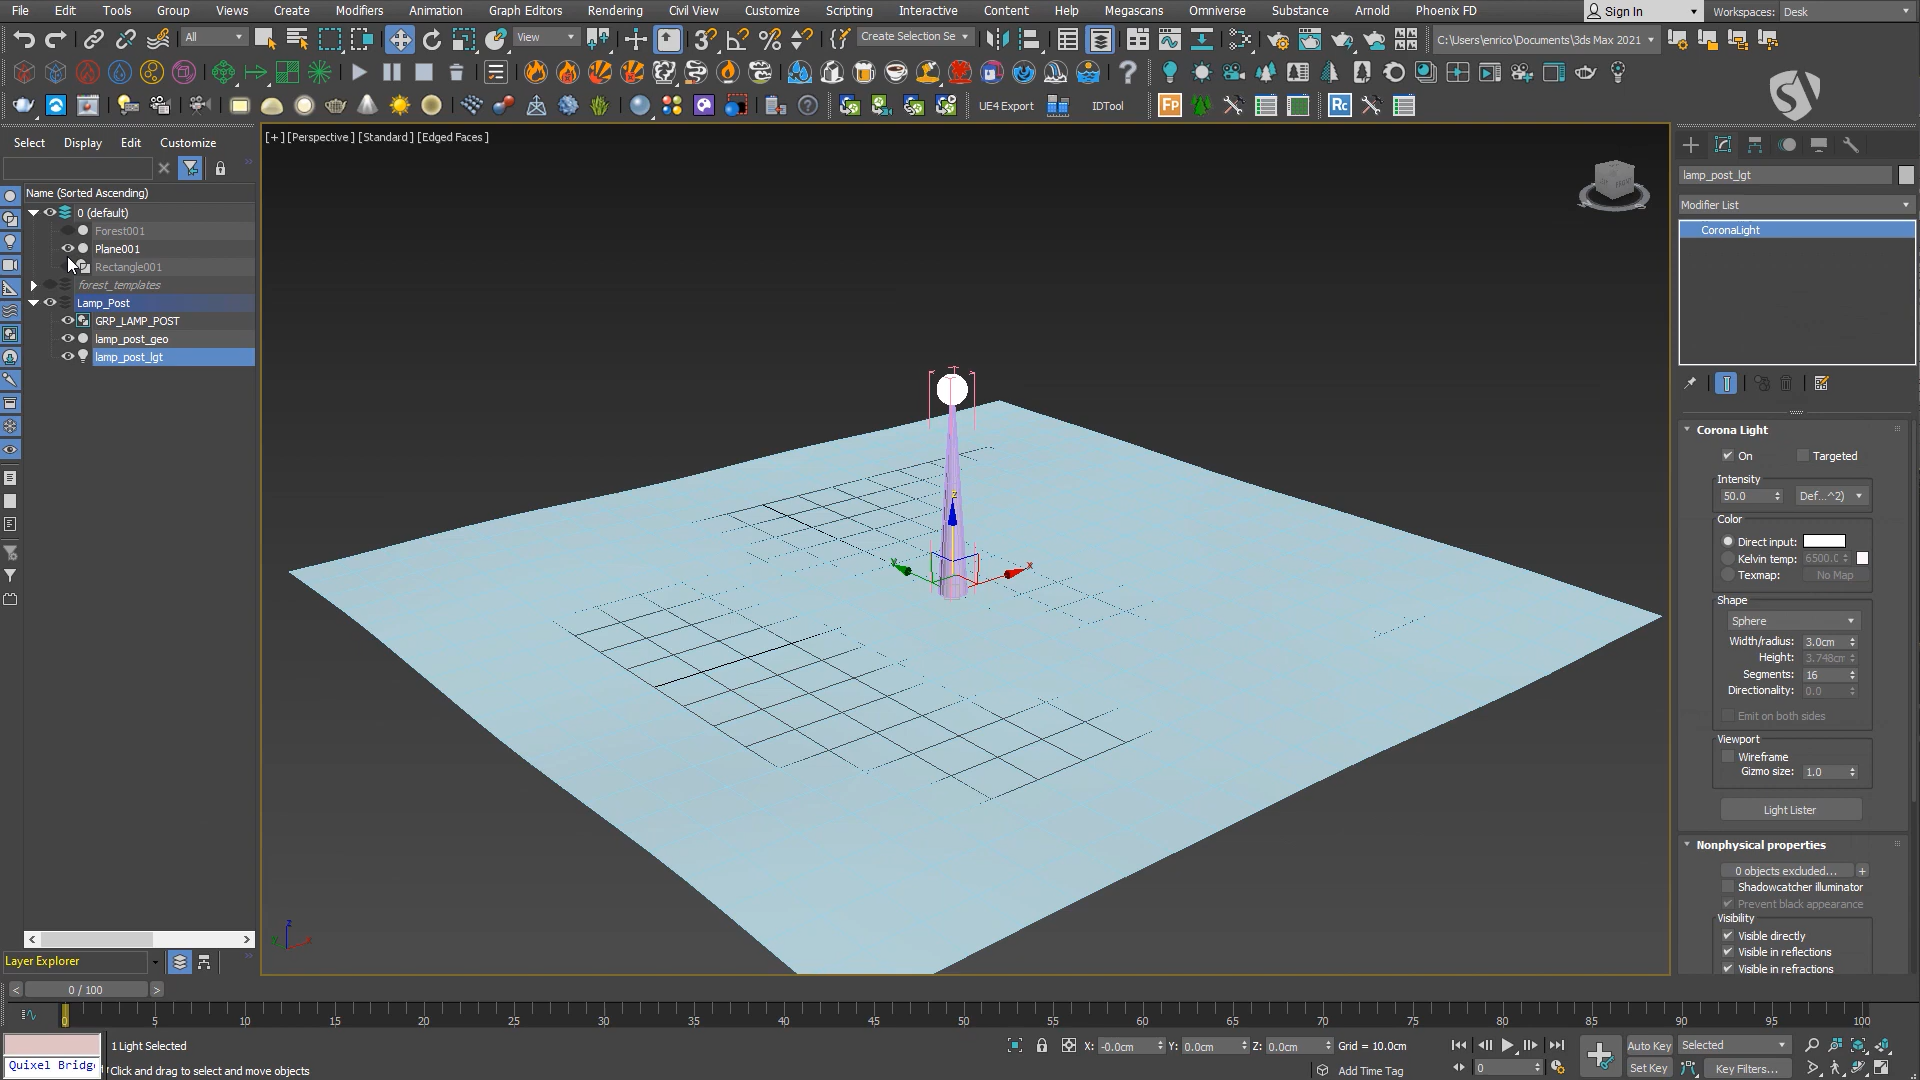 File Edit Tools Group Views Create Modifiers Animation Graph Editors Rendering Civil View Customize Scripting Interactive Content Help Megascans Omniverse Substance Arnold Phoenix FD Sign In Workspaces: Desk
All View Create Selection Se C:\Users\enrico\Documents\3ds Max 2021
UE4 Export IDTool Fp Rc
Select Display Edit Customize
[+] [Perspective ] [Standard ] [Edged Faces ]
lamp_post_lgt
Name (Sorted Ascending)
Modifier List
0 (default)
Forest001
CoronaLight
Plane001
Rectangle001
forest_templates
Lamp_Post
GRP_LAMP_POST
lamp_post_geo
lamp_post_lgt
Corona Light
On Targeted
Intensity
50.0 Def...^2)
Color
Direct input:
Kelvin temp: 6500.0
Texmap: No Map
Shape
Sphere
Width/radius: 3.0cm
Height: 3.748cm
Segments: 16
Directionality: 0.0
Emit on both sides
Viewport
Wireframe
Gizmo size: 1.0
Light Lister
Nonphysical properties
0 objects excluded... +
Shadowcatcher illuminator
Prevent black appearance
Visibility
Visible directly
Visible in reflections
Visible in refractions
Layer Explorer
< 0 / 100 >
0 5 10 15 20 25 30 35 40 45 50 55 60 65 70 75 80 85 90 95 100
1 Light Selected X: -0.0cm Y: 0.0cm Z: 0.0cm Grid = 10.0cm Auto Key Selected
Quixel Bridg Click and drag to select and move objects Add Time Tag 0 Set Key Key Filters...